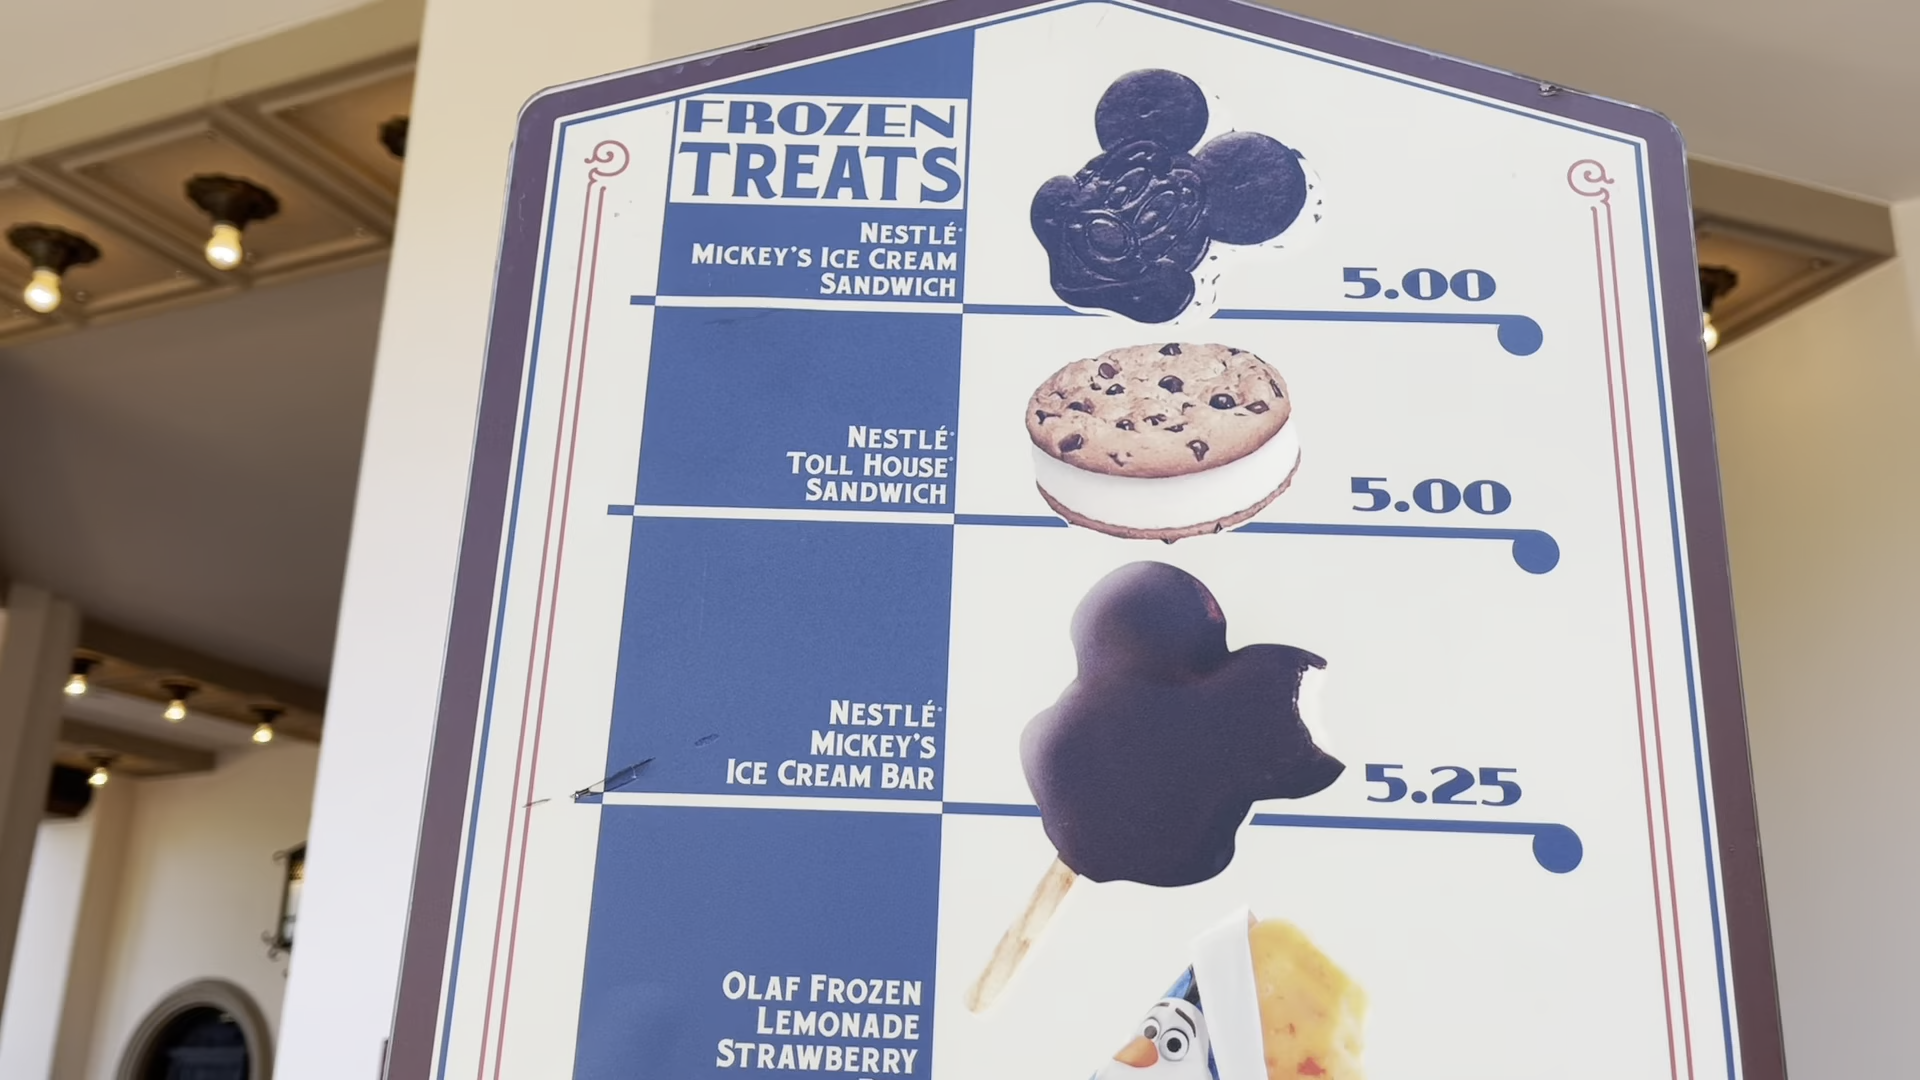 FROZEN
TREATS
NESTLÉ
MICKEY'S ICE CREAM
SANDWICH
5.00
NESTLÉ
TOLL HOUSE
SANDWICH
5.00
NESTLÉ
MICKEY'S
ICE CREAM BAR
5.25
OLAF FROZEN
LEMONADE
STRAWBERRY